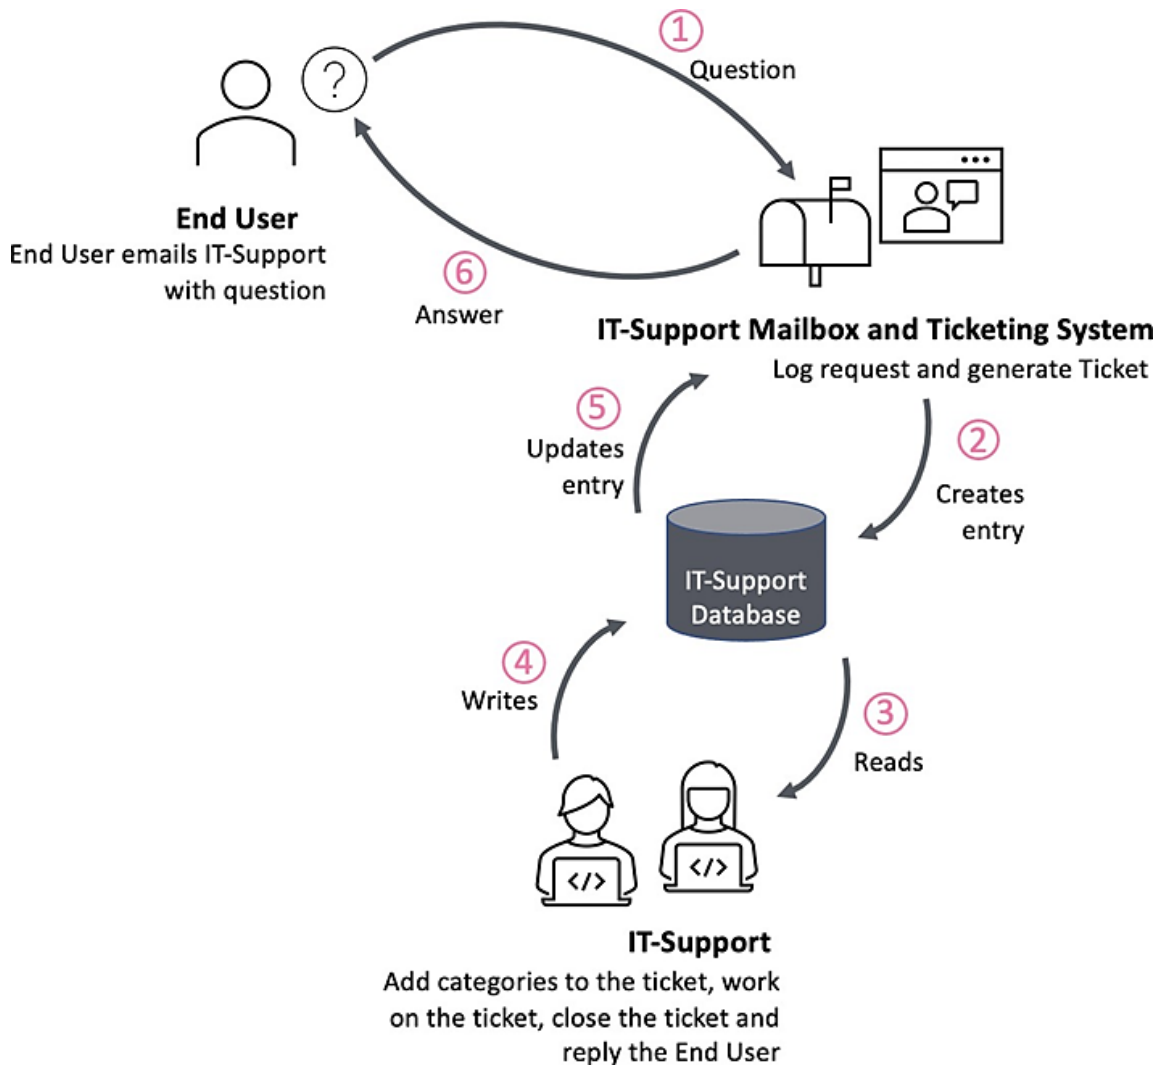 ①
Question
?
End User
End User emails IT-Support
with question
⑥
Answer
IT-Support Mailbox and Ticketing System
Log request and generate Ticket
⑤
Updates
entry
②
Creates
entry
IT-Support
Database
④
Writes
③
Reads
</>
</>
IT-Support
Add categories to the ticket, work
on the ticket, close the ticket and
reply the End User